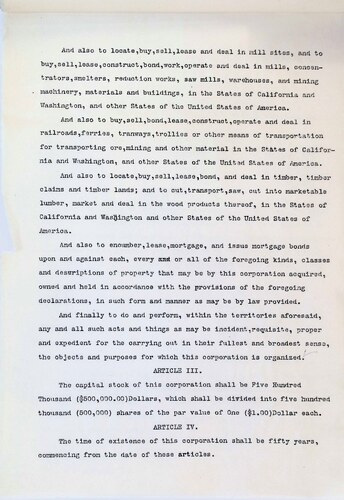 And also to locate,buy,sell,lease and deal in mill sites, and to
buy,sell,lease,construct,bond,work,operate and deal in mills, concen-
trators,smelters, reduction works, saw mills, warehouses, and mining
machinery, materials and buildings, in the States of California and
Washington, and other States of the United States of America.
And also to buy,sell,bond,lease,construct,operate and deal in
railroads,ferries, tranways,trollies or other means of transportation
for transporting ore,mining and other material in the States of Califor-
nia and Washington, and other States of the United States of America.
And also to locate,buy,sell,lease,bond, and deal in timber, timber
claims and timber lands; and to cut,transport,saw, cut into marketable
lumber, market and deal in the wood products thereof, in the States of
California and Washington and other States of the United States of
America.
And also to encumber,lease,mortgage, and issue mortgage bonds
upon and against each, every and or all of the foregoing kinds, classes
and descriptions of property that may be by this corporation acquired,
owned and held in accordance with the provisions of the foregoing
declarations, in such form and manner as may be by law provided.
And finally to do and perform, within the territories aforesaid,
any and all such acts and things as may be incident,requisite, proper
and expedient for the carrying out in their fullest and broadest sense,
the objects and purposes for which this corporation is organized.
ARTICLE III.
The capital stock of this corporation shall be Five Hundred
Thousand ($500,000.00)Dollars, which shall be divided into five hundred
thousand (500,000) shares of the par value of One ($1.00)Dollar each.
ARTICLE IV.
The time of existence of this corporation shall be fifty years,
commencing from the date of these articles.